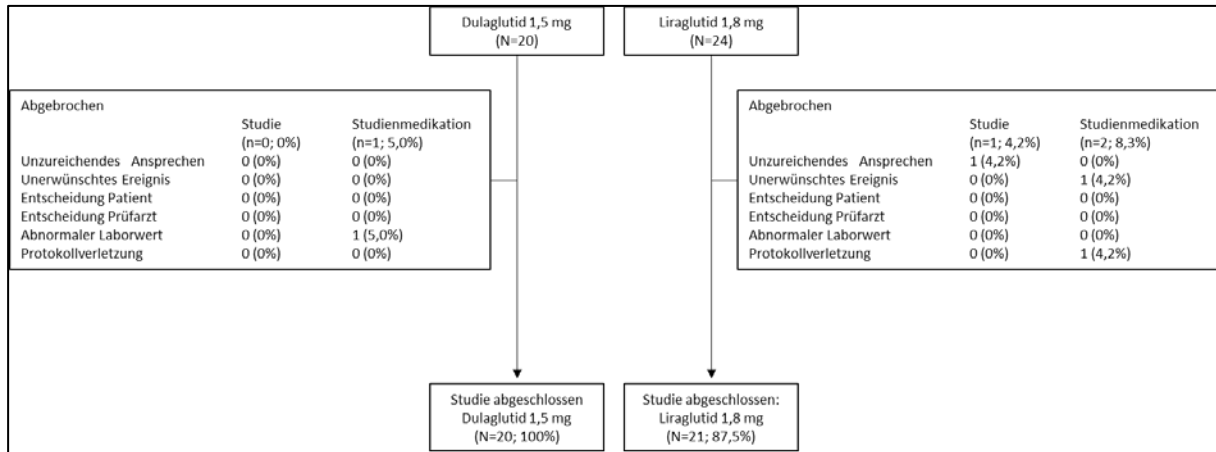 Dulaglutid 1,5 mg
(N=20)
Liraglutid 1,8 mg
(N=24)
Abgebrochen
Studie Studienmedikation
(n=0; 0%) (n=1; 5,0%)
Unzureichendes Ansprechen 0 (0%) 0 (0%)
Unerwünschtes Ereignis 0 (0%) 0 (0%)
Entscheidung Patient 0 (0%) 0 (0%)
Entscheidung Prüfarzt 0 (0%) 0 (0%)
Abnormaler Laborwert 0 (0%) 1 (5,0%)
Protokollverletzung 0 (0%) 0 (0%)
Abgebrochen
Studie Studienmedikation
(n=1; 4,2%) (n=2; 8,3%)
Unzureichendes Ansprechen 1 (4,2%) 0 (0%)
Unerwünschtes Ereignis 0 (0%) 1 (4,2%)
Entscheidung Patient 0 (0%) 0 (0%)
Entscheidung Prüfarzt 0 (0%) 0 (0%)
Abnormaler Laborwert 0 (0%) 0 (0%)
Protokollverletzung 0 (0%) 1 (4,2%)
Studie abgeschlossen
Dulaglutid 1,5 mg
(N=20; 100%)
Studie abgeschlossen:
Liraglutid 1,8 mg
(N=21; 87,5%)